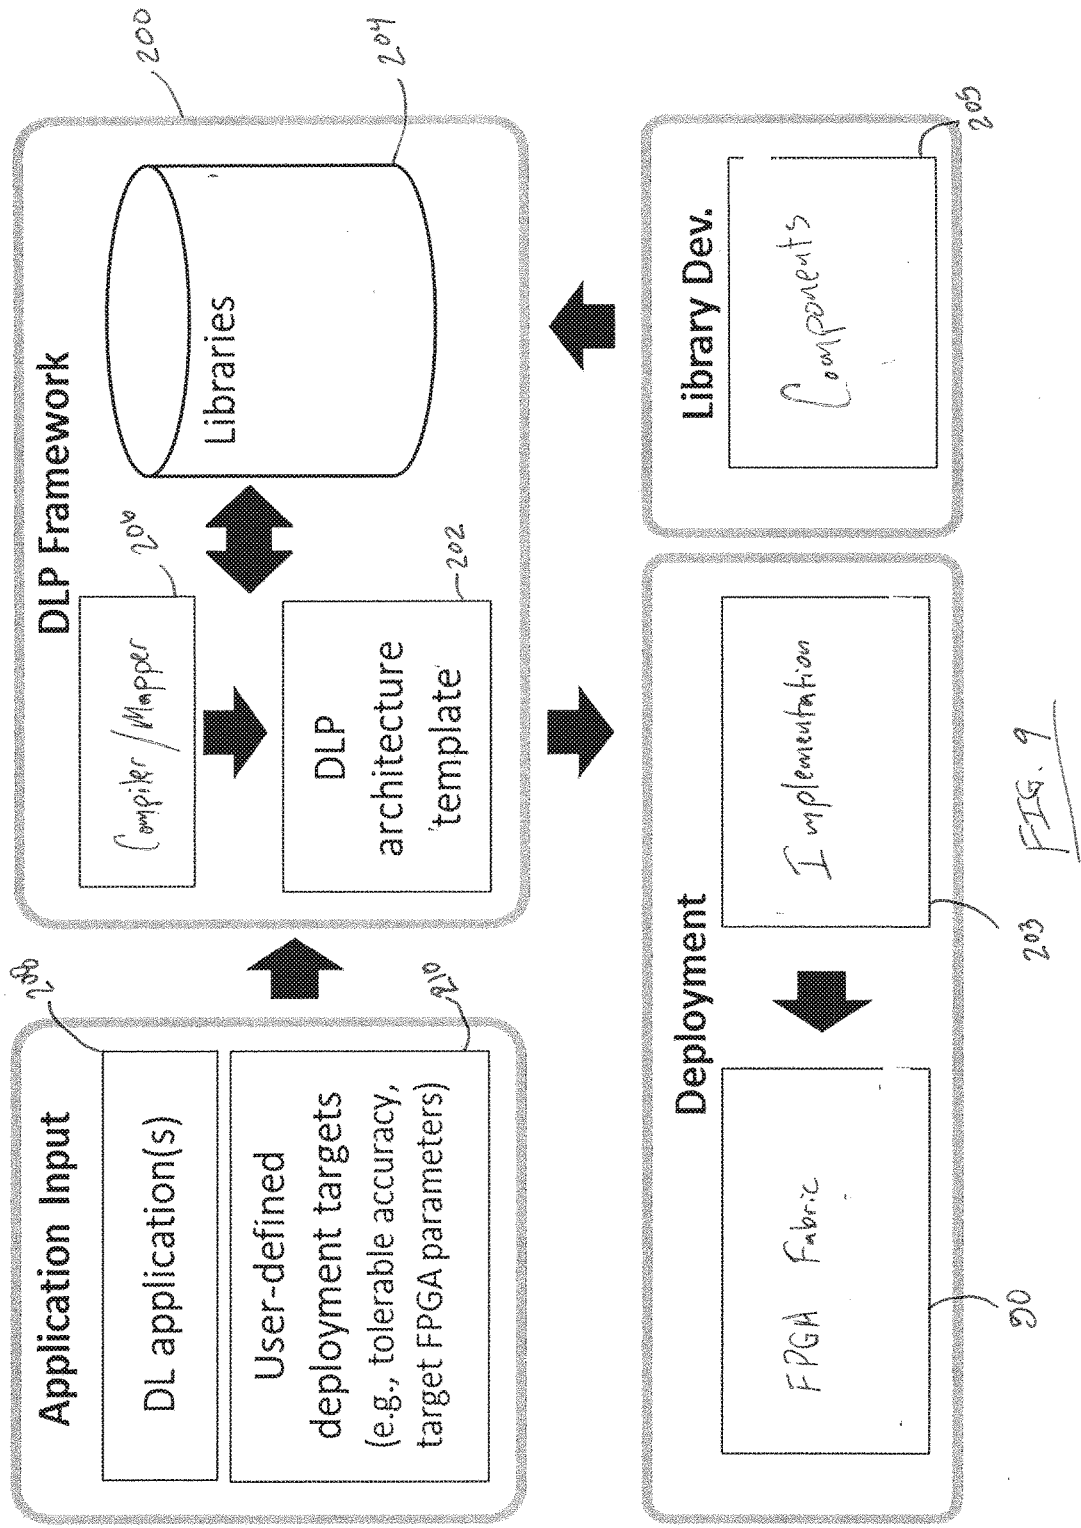 Application Input
DL application(s)
208
User-defined
deployment targets
(e.g., tolerable accuracy,
target FPGA parameters)
210
DLP Framework
200
Compiler/Mapper
206
DLP
architecture
'template'
202
Libraries
204
Deployment
FPGA Fabric
90
Implementation
203
Library Dev.
Components
205
FIG. 9